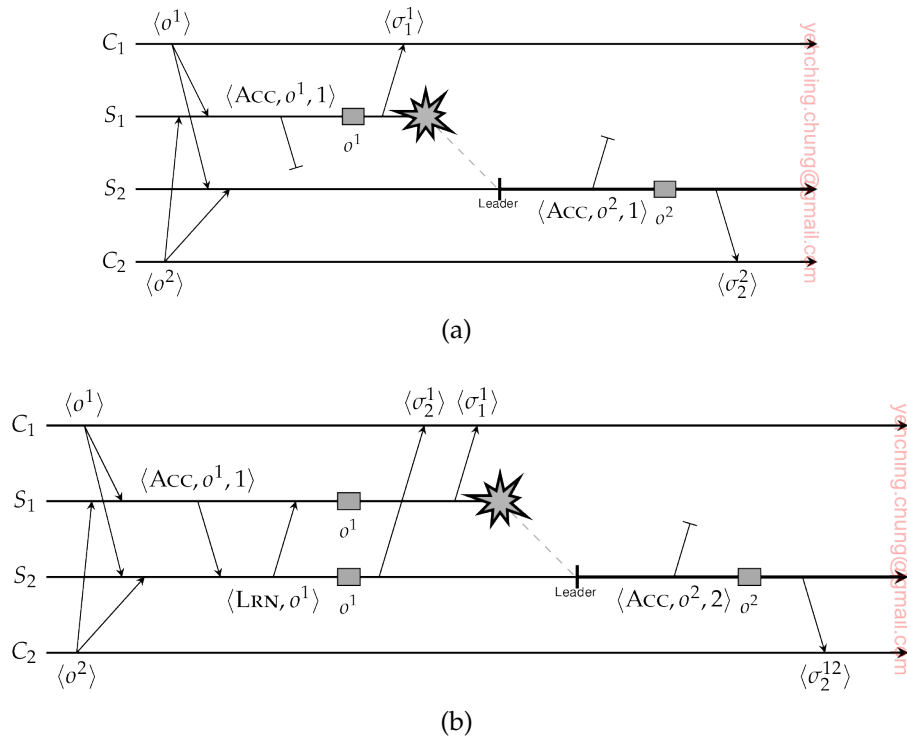 ⟨o¹⟩ ⟨σ₁¹⟩
C₁
⟨Acc, o¹, 1⟩
S₁
o¹
S₂
Leader
⟨Acc, o², 1⟩ o²
C₂
⟨o²⟩ ⟨σ₂²⟩
yenching.chung@gmail.com
(a)
⟨o¹⟩ ⟨σ₂¹⟩ ⟨σ₁¹⟩
C₁
⟨Acc, o¹, 1⟩
S₁
o¹
S₂
Leader
⟨Lrn, o¹⟩ o¹ ⟨Acc, o², 2⟩ o²
C₂
⟨o²⟩ ⟨σ₂¹²⟩
yenching.chung@gmail.com
(b)